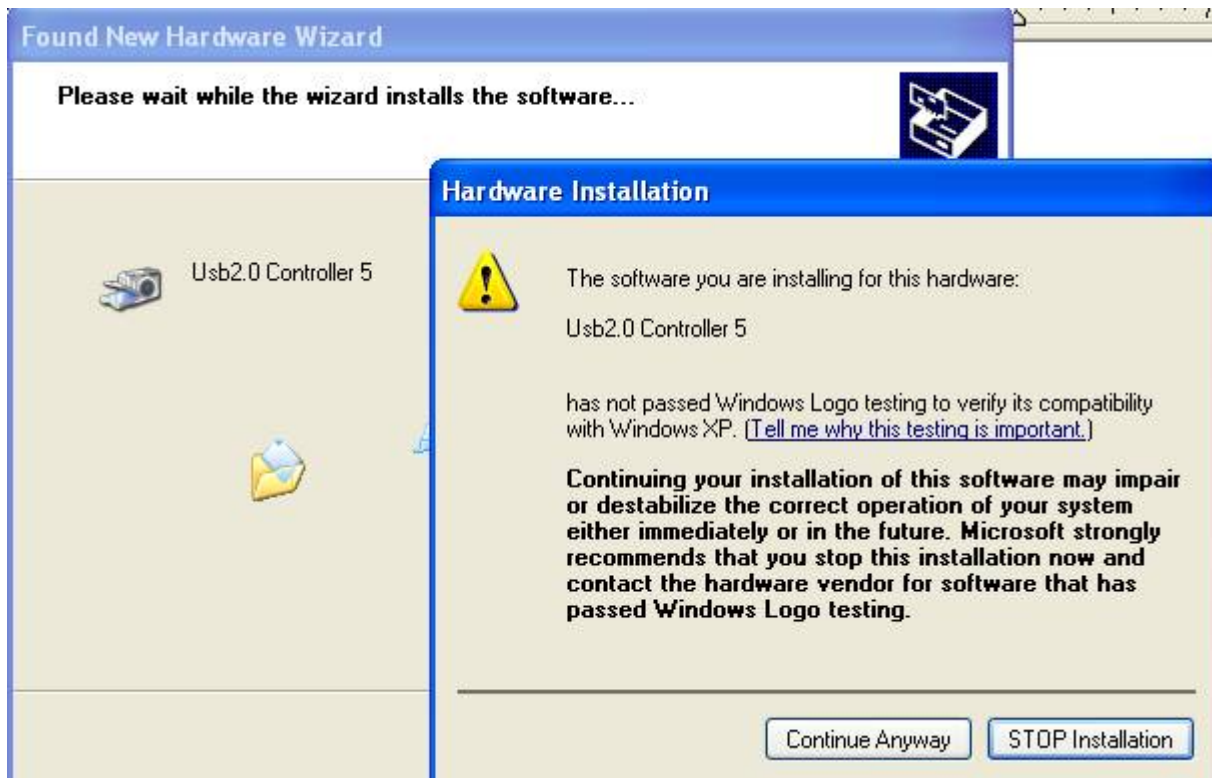 Found New Hardware Wizard
Please wait while the wizard installs the software...
Usb2.0 Controller 5
Hardware Installation
The software you are installing for this hardware:
Usb2.0 Controller 5
has not passed Windows Logo testing to verify its compatibility
with Windows XP. (Tell me why this testing is important.)
Continuing your installation of this software may impair
or destabilize the correct operation of your system
either immediately or in the future. Microsoft strongly
recommends that you stop this installation now and
contact the hardware vendor for software that has
passed Windows Logo testing.
Continue Anyway
STOP Installation